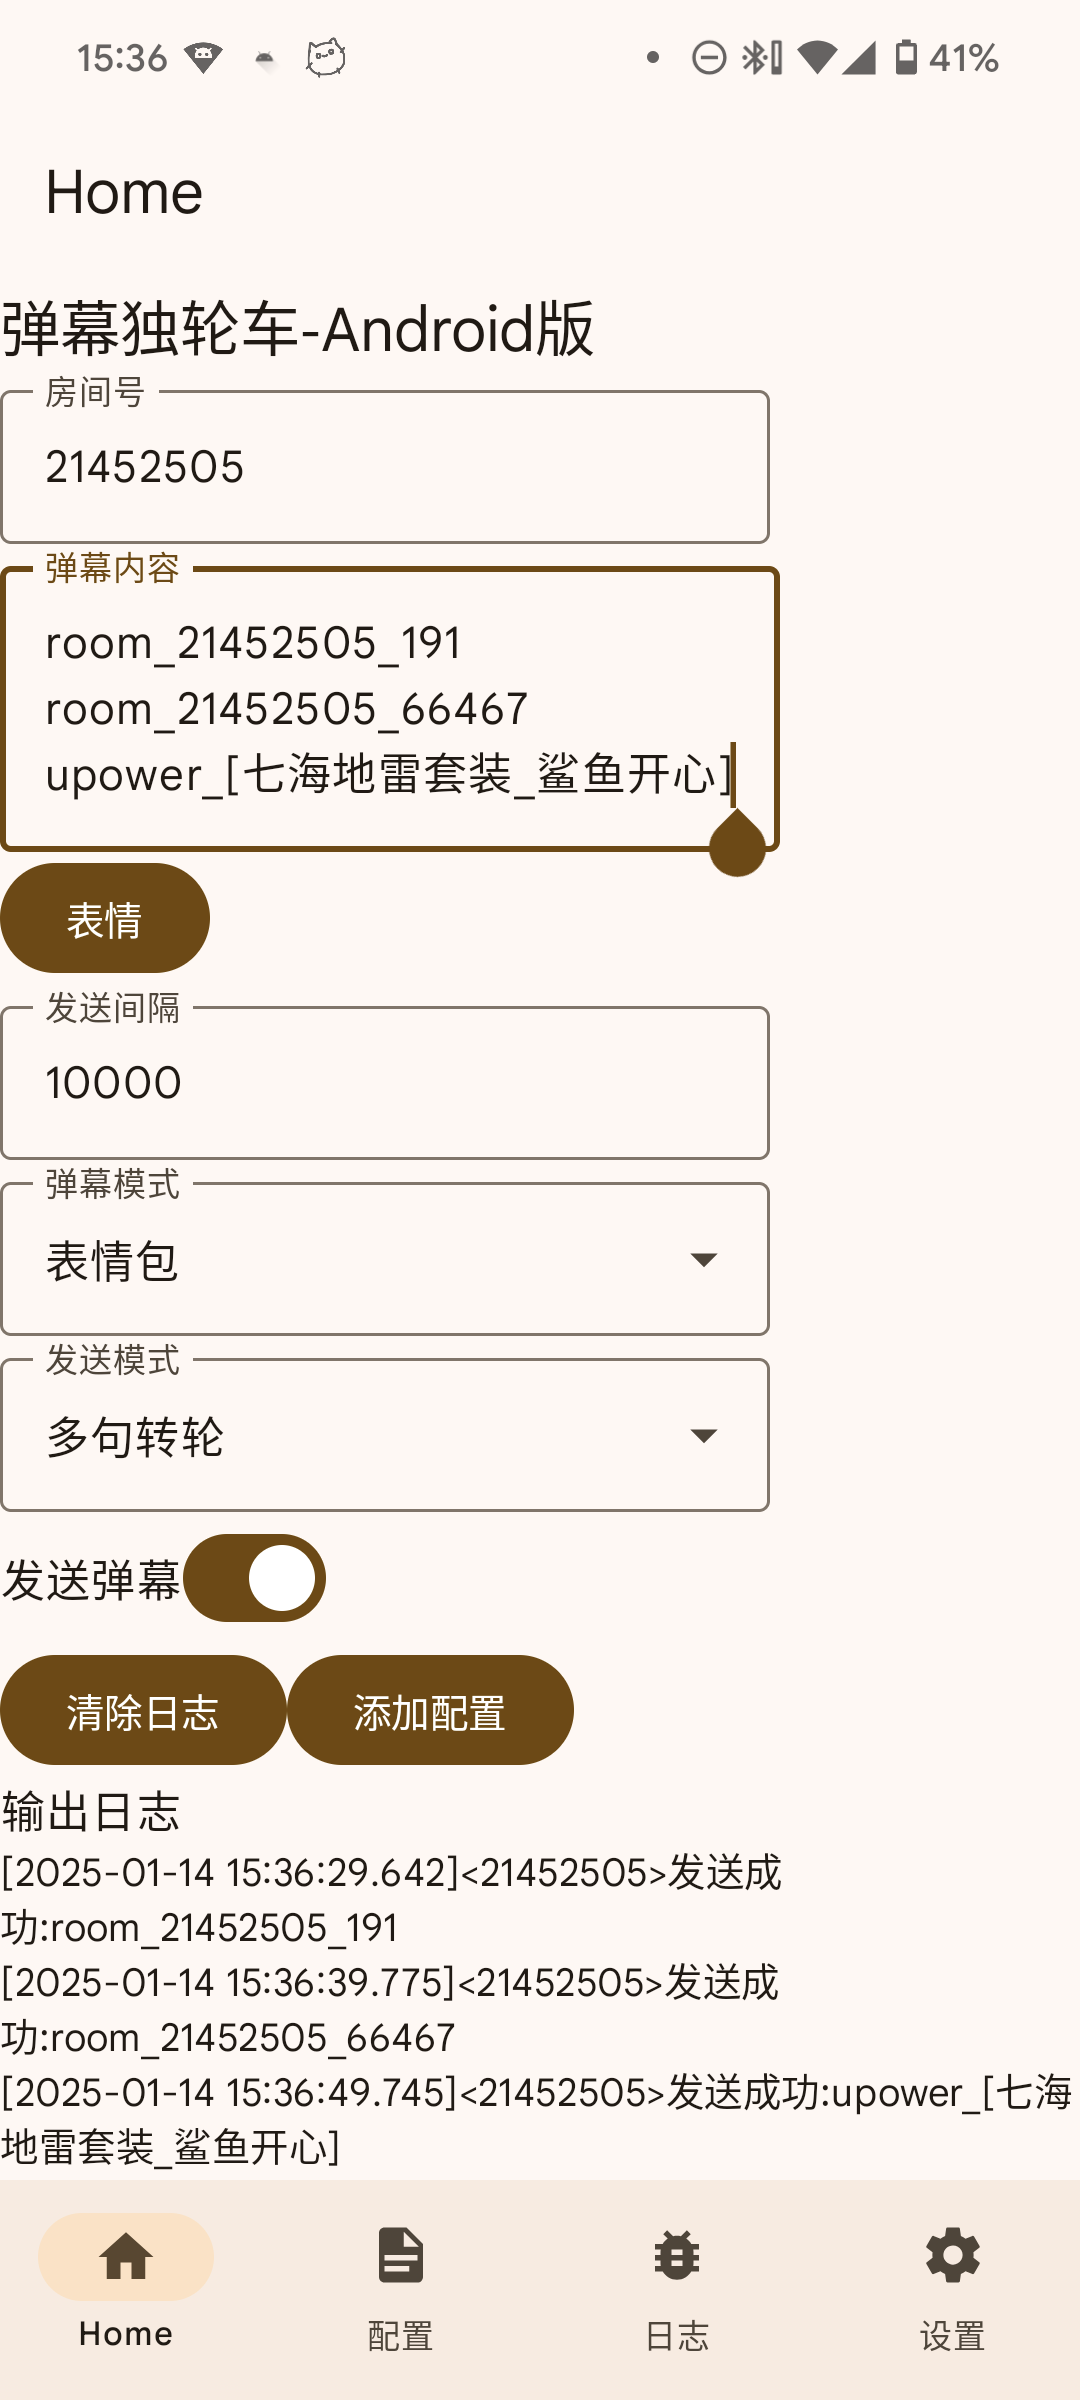 15:36
41%
Home
弹幕独轮车-Android版
房间号
21452505
弹幕内容
room_21452505_191
room_21452505_66467
upower_[七海地雷套装_鲨鱼开心]
表情
发送间隔
10000
弹幕模式
表情包
发送模式
多句转轮
发送弹幕
清除日志 添加配置
输出日志
[2025-01-14 15:36:29.642]<21452505>发送成
功:room_21452505_191
[2025-01-14 15:36:39.775]<21452505>发送成
功:room_21452505_66467
[2025-01-14 15:36:49.745]<21452505>发送成功:upower_[七海
地雷套装_鲨鱼开心]
Home 配置 日志 设置